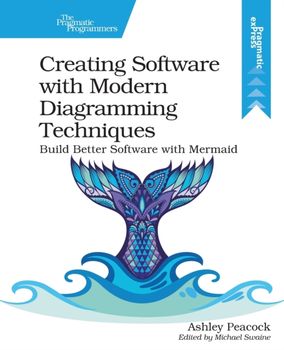 The
Pragmatic
Programmers
Pragmatic
exPress
Creating Software
with Modern
Diagramming
Techniques
Build Better Software with Mermaid
Ashley Peacock
Edited by Michael Swaine